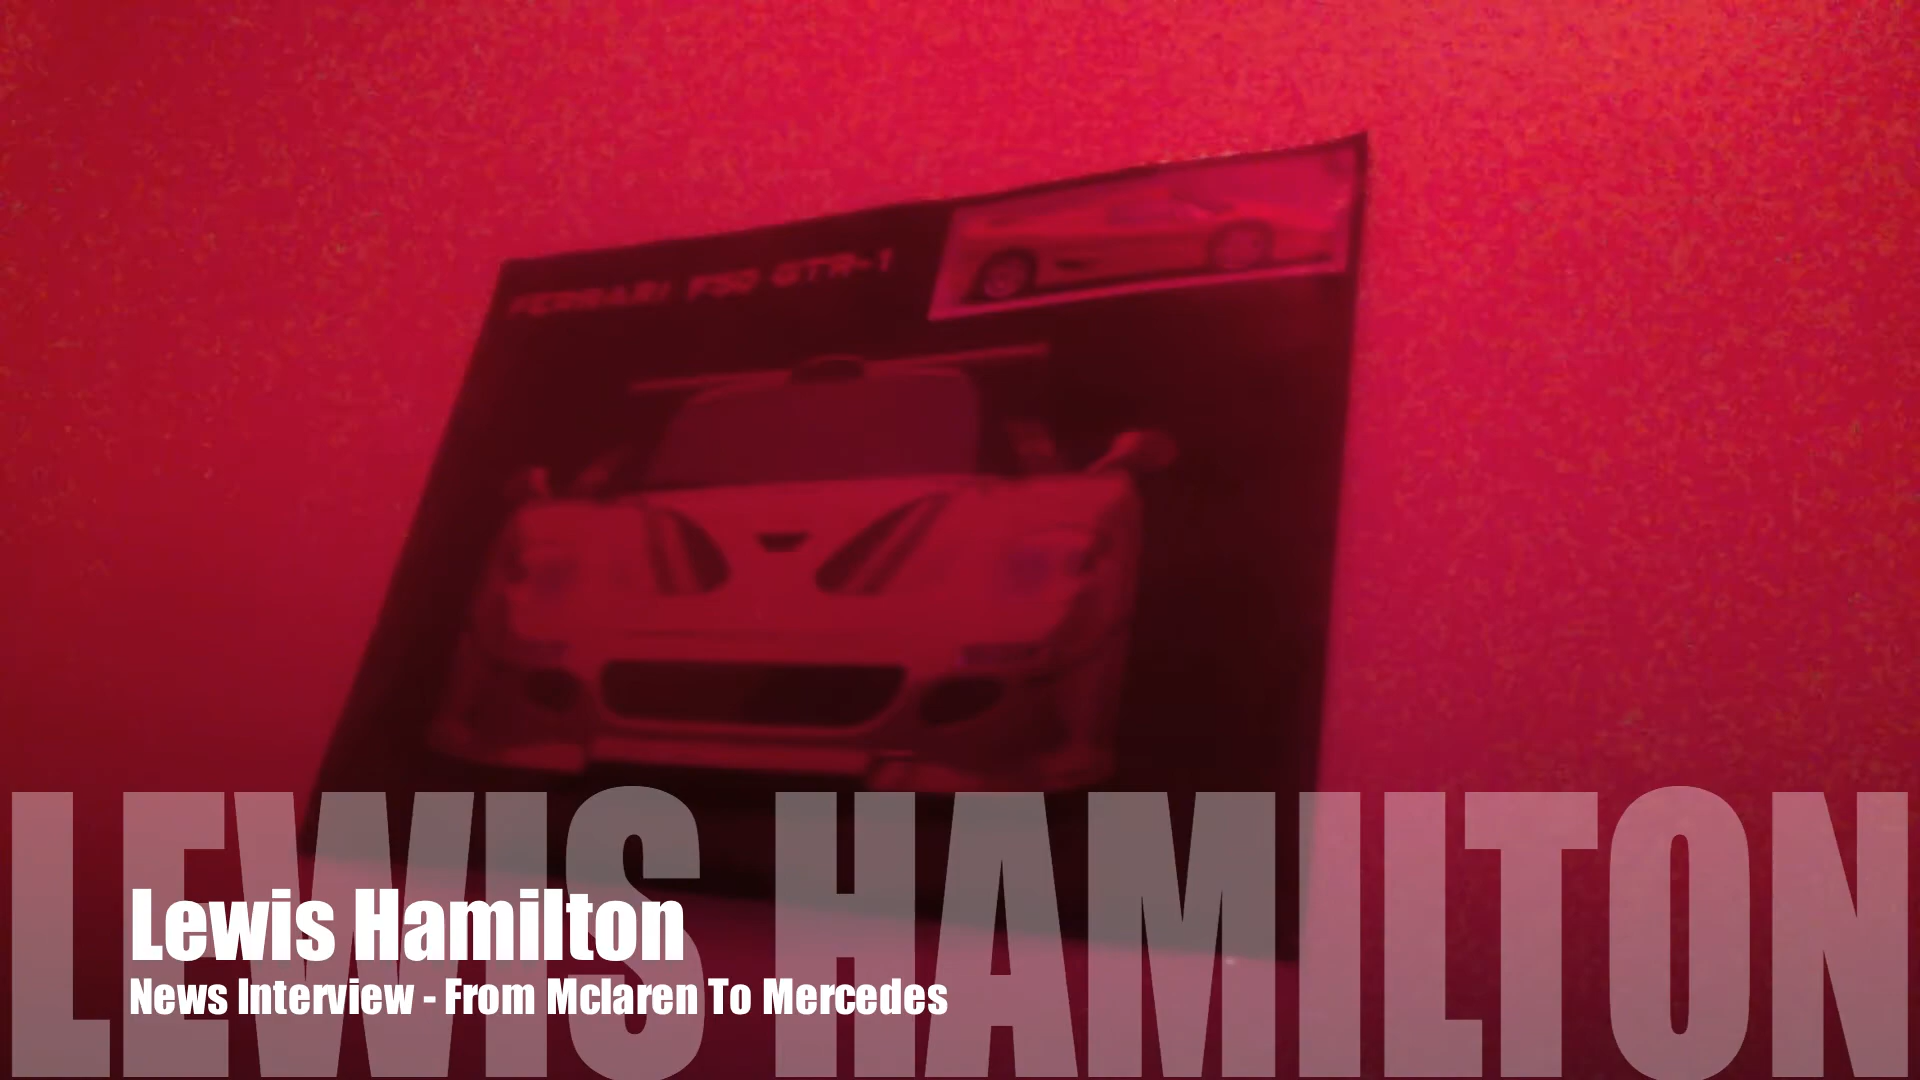 FERRARI F50 GTR-1
LEWIS HAMILTON
Lewis Hamilton
News Interview - From Mclaren To Mercedes